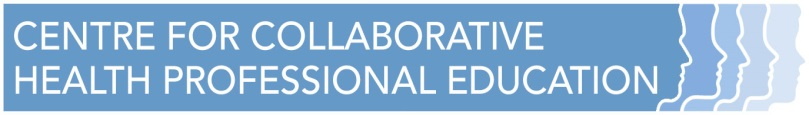 CENTRE FOR COLLABORATIVE
HEALTH PROFESSIONAL EDUCATION